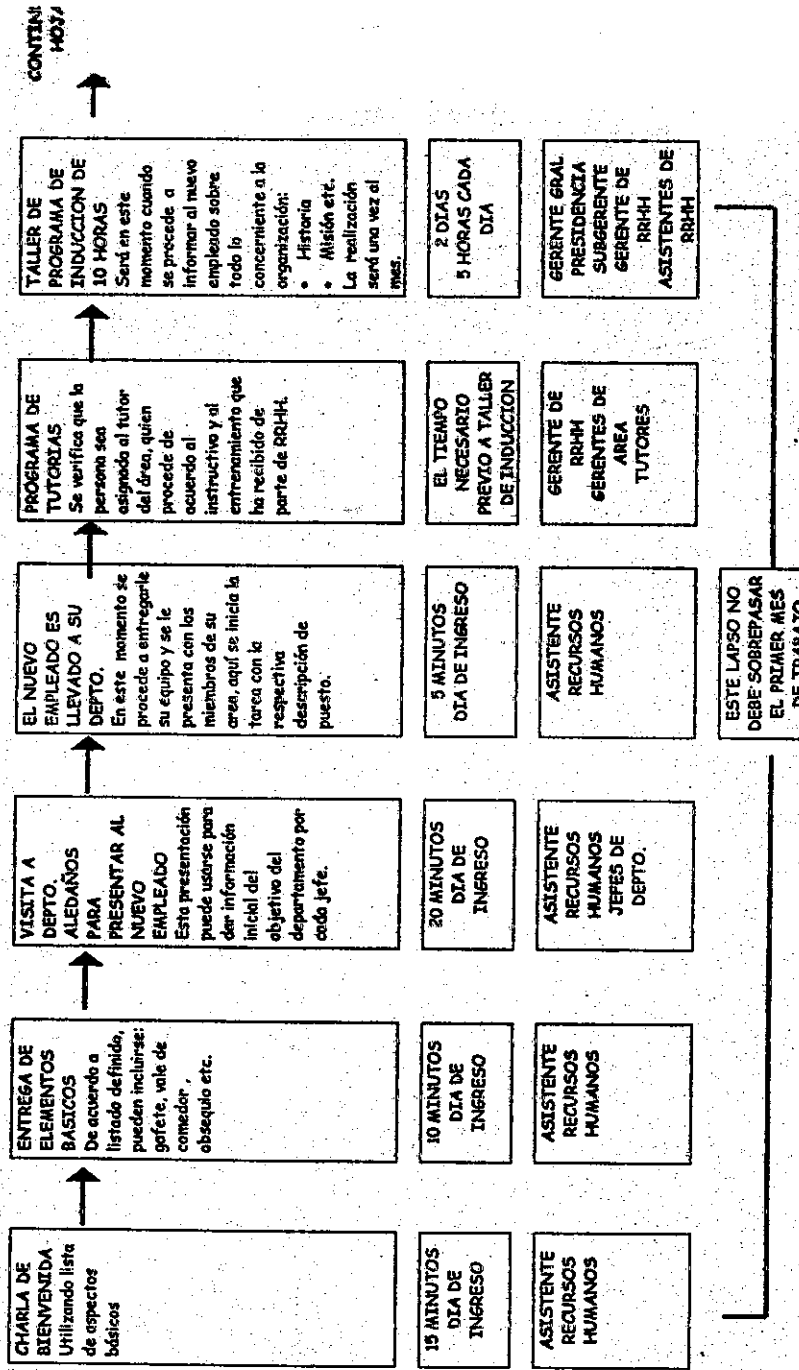 CHARLA DE
BIENVENIDA
Utilizando lista
de aspectos
básicos
15 MINUTOS
DIA DE
INGRESO
ASISTENTE
RECURSOS
HUMANOS
ENTREGA DE
ELEMENTOS
BASICOS
De acuerdo a
listado definido,
pueden incluirse:
gafete, vale de
comedor ,
obsequio etc.
10 MINUTOS
DIA DE
INGRESO
ASISTENTE
RECURSOS
HUMANOS
VISITA A
DEPTO.
ALEDAÑOS
PARA
PRESENTAR AL
NUEVO
EMPLEADO
Esta presentación
puede usarse para
dar información
inicial del
objetivo del
departamento por
cada jefe.
20 MINUTOS
DIA DE
INGRESO
ASISTENTE
RECURSOS
HUMANOS
JEFES DE
DEPTO.
EL NUEVO
EMPLEADO ES
LLEVADO A SU
DEPTO.
En este momento se
procede a entregarle
su equipo y se le
presenta con los
miembros de su
area, aquí se inicia la
tarea con la
respectiva
descripción de
puesto.
5 MINUTOS
DIA DE INGRESO
ASISTENTE
RECURSOS
HUMANOS
PROGRAMA DE
TUTORIAS
Se verifica que la
persona sea
asignada al tutor
del área, quien
procede de
acuerdo al
instructivo y al
entrenamiento que
ha recibido de
parte de RRHH.
EL TIEMPO
NECESARIO
PREVIO A TALLER
DE INDUCCION
GERENTE DE
RRHH
GERENTES DE
AREA
TUTORES
TALLER DE
PROGRAMA DE
INDUCCION DE
10 HORAS
Será en este
momento cuando
se procede a
informar al nuevo
empleado sobre
todo lo
concerniente a la
organización:
• Historia
• Misión etc.
La realización
será una vez al
mes.
2 DIAS
5 HORAS CADA
DIA
GERENTE GRAL
PRESIDENCIA
SUBGERENTE
GERENTE DE
RRHH
ASISTENTES DE
RRHH
CONTIN
HOJA
ESTE LAPSO NO
DEBE SOBREPASAR
EL PRIMER MES
DE TRABAJO